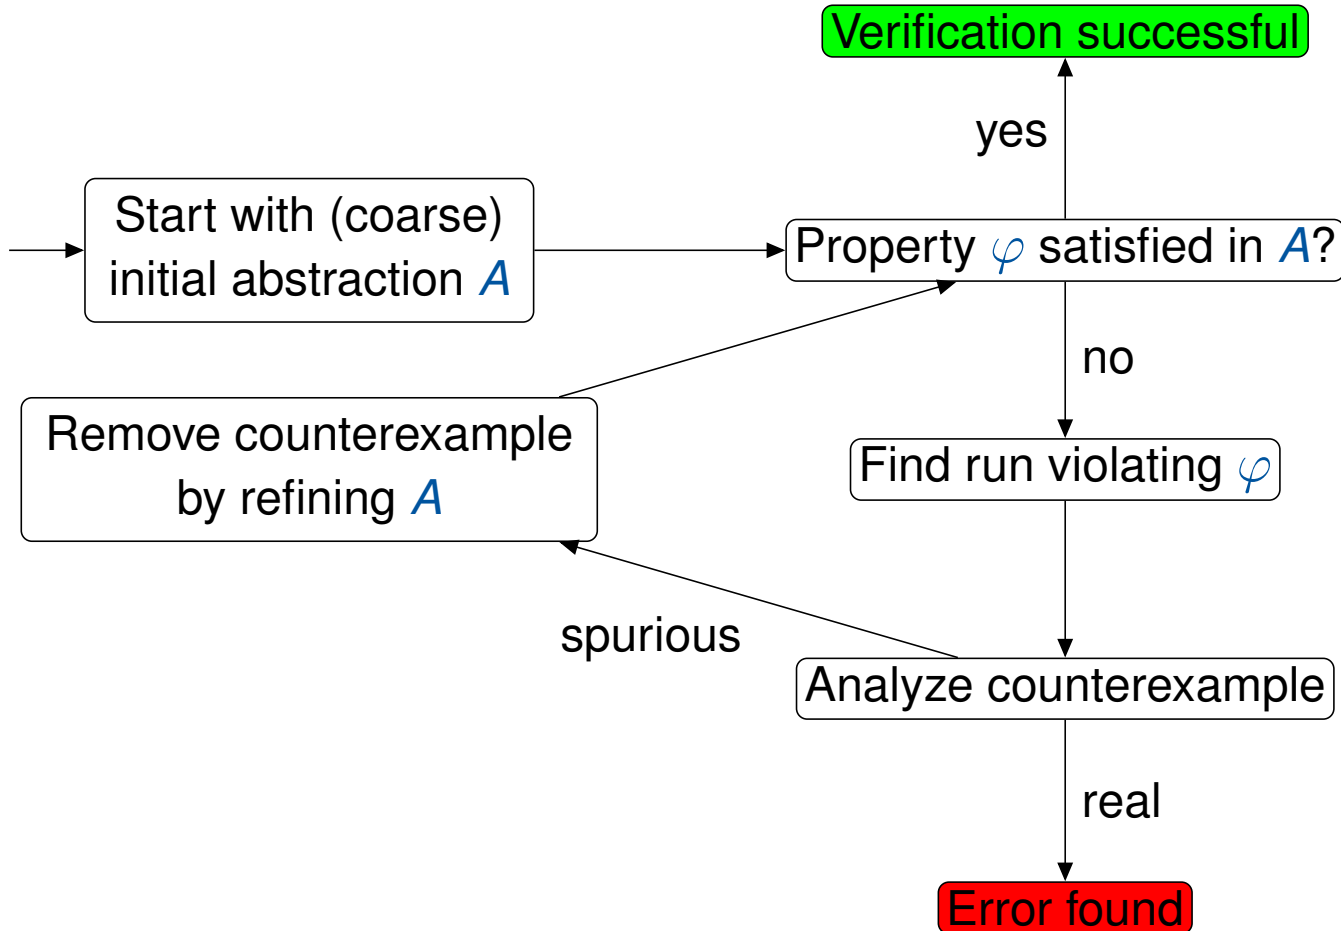 Verification successful
yes
Start with (coarse)
initial abstraction A
Property φ satisfied in A?
no
Remove counterexample
by refining A
Find run violating φ
spurious
Analyze counterexample
real
Error found